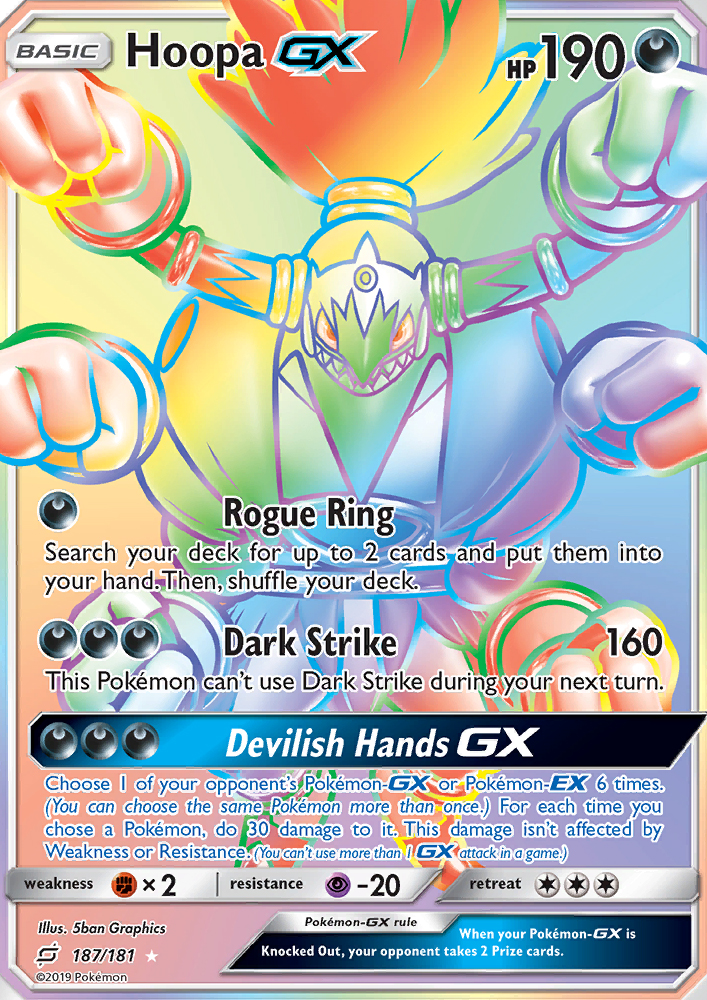 BASIC Hoopa GX HP 190
Rogue Ring
Search your deck for up to 2 cards and put them into
your hand. Then, shuffle your deck.
Dark Strike 160
This Pokémon can't use Dark Strike during your next turn.
Devilish Hands GX
Choose 1 of your opponent's Pokémon-GX or Pokémon-EX 6 times.
(You can choose the same Pokémon more than once.) For each time you
chose a Pokémon, do 30 damage to it. This damage isn't affected by
Weakness or Resistance. (You can't use more than 1 GX attack in a game.)
weakness × 2 resistance -20 retreat
Illus. 5ban Graphics
187/181
©2019 Pokémon
Pokémon-GX rule
When your Pokémon-GX is
Knocked Out, your opponent takes 2 Prize cards.